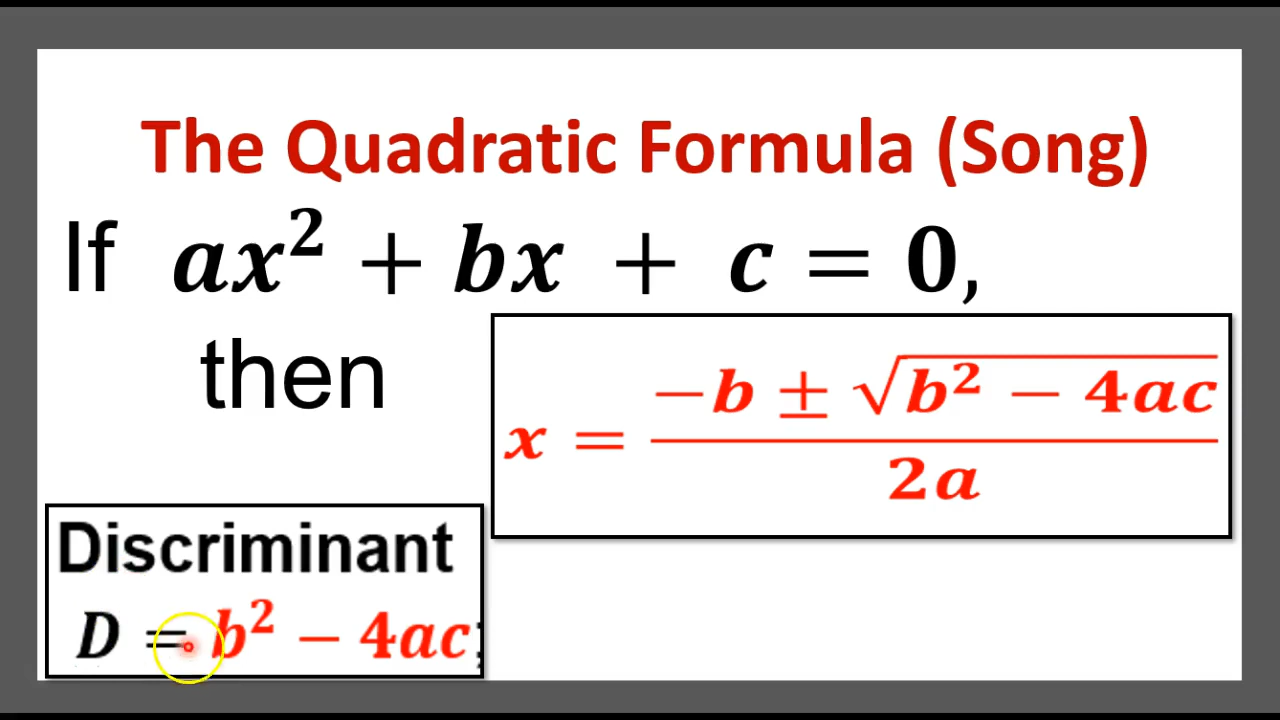 The Quadratic Formula (Song)
If ax² + bx + c = 0,
then
x = (-b ± √(b² − 4ac)) / 2a
Discriminant
D = b² − 4ac;